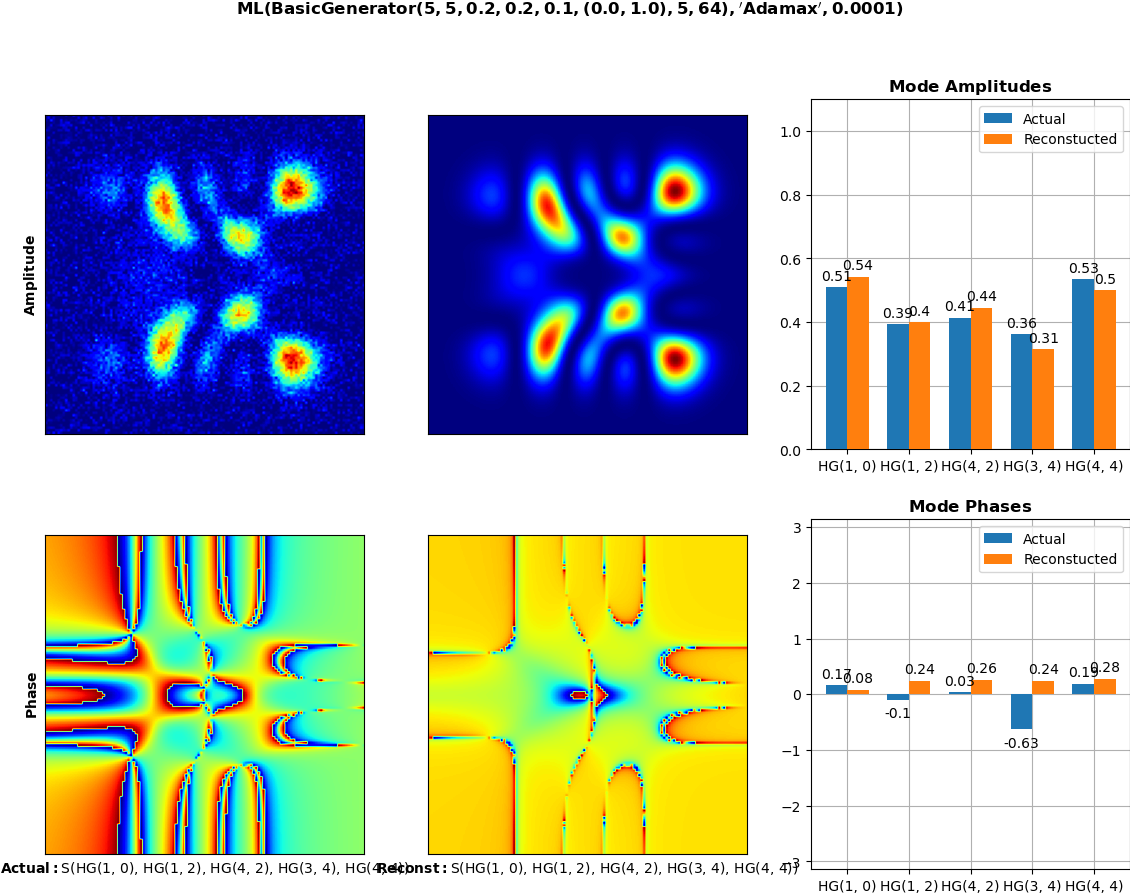 ML(BasicGenerator(5, 5, 0.2, 0.2, 0.1, (0.0, 1.0), 5, 64), 'Adamax', 0.0001)
Mode Amplitudes
Actual
Reconstucted
1.0
0.8
0.6
0.4
0.2
0.0
0.51
0.54
0.39
0.4
0.41
0.44
0.36
0.31
0.53
0.5
HG(1, 0)
HG(1, 2)
HG(4, 2)
HG(3, 4)
HG(4, 4)
Amplitude
Mode Phases
Actual
Reconstucted
3
2
1
0
−1
−2
−3
0.17
0.08
-0.1
0.24
0.03
0.26
-0.63
0.24
0.19
0.28
HG(1, 0)
HG(1, 2)
HG(4, 2)
HG(3, 4)
HG(4, 4)
Phase
Actual: S(HG(1, 0), HG(1, 2), HG(4, 2), HG(3, 4), HG(4, 4))
Reconst: S(HG(1, 0), HG(1, 2), HG(4, 2), HG(3, 4), HG(4, 4))